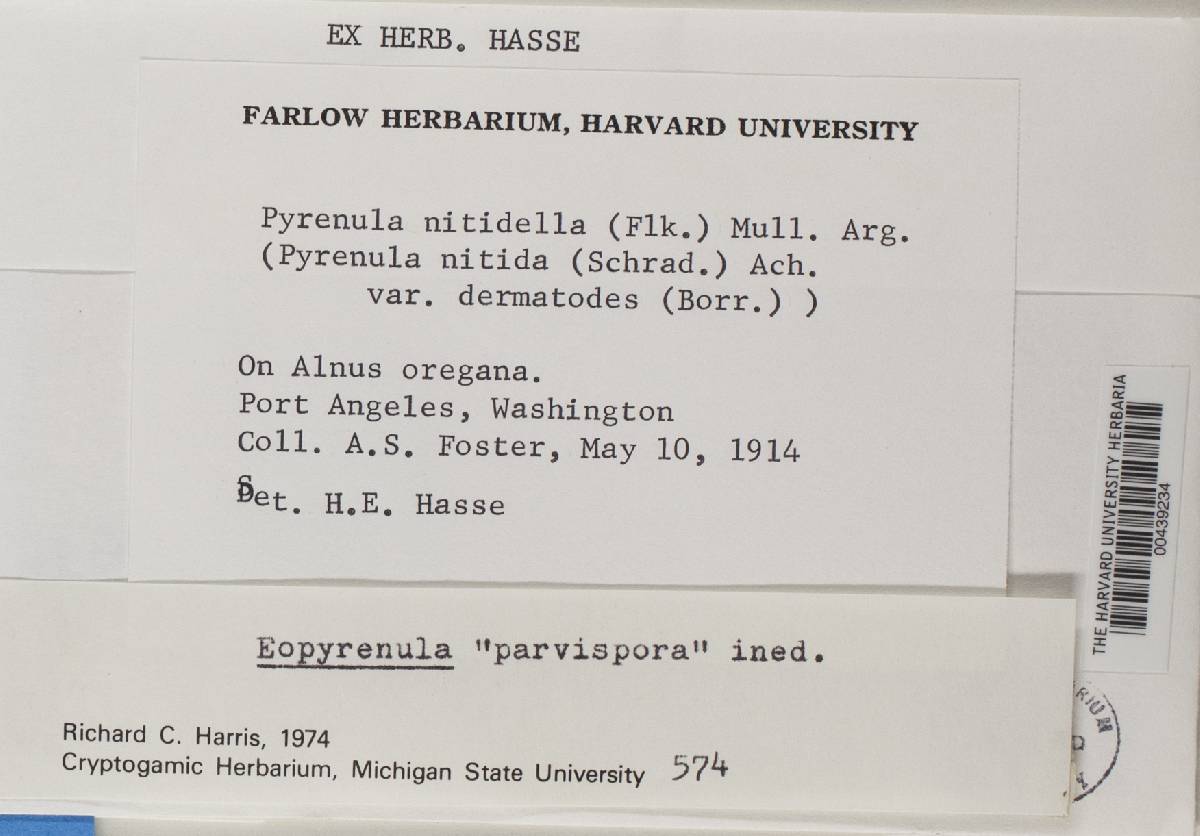 EX HERB. HASSE
FARLOW HERBARIUM, HARVARD UNIVERSITY
Pyrenula nitidella (Flk.) Mull. Arg.
(Pyrenula nitida (Schrad.) Ach.
var. dermatodes (Borr.) )
On Alnus oregana.
Port Angeles, Washington
Coll. A.S. Foster, May 10, 1914
Det. H.E. Hasse
THE HARVARD UNIVERSITY HERBARIA
00439234
Eopyrenula "parvispora" ined.
Richard C. Harris, 1974
Cryptogamic Herbarium, Michigan State University 574